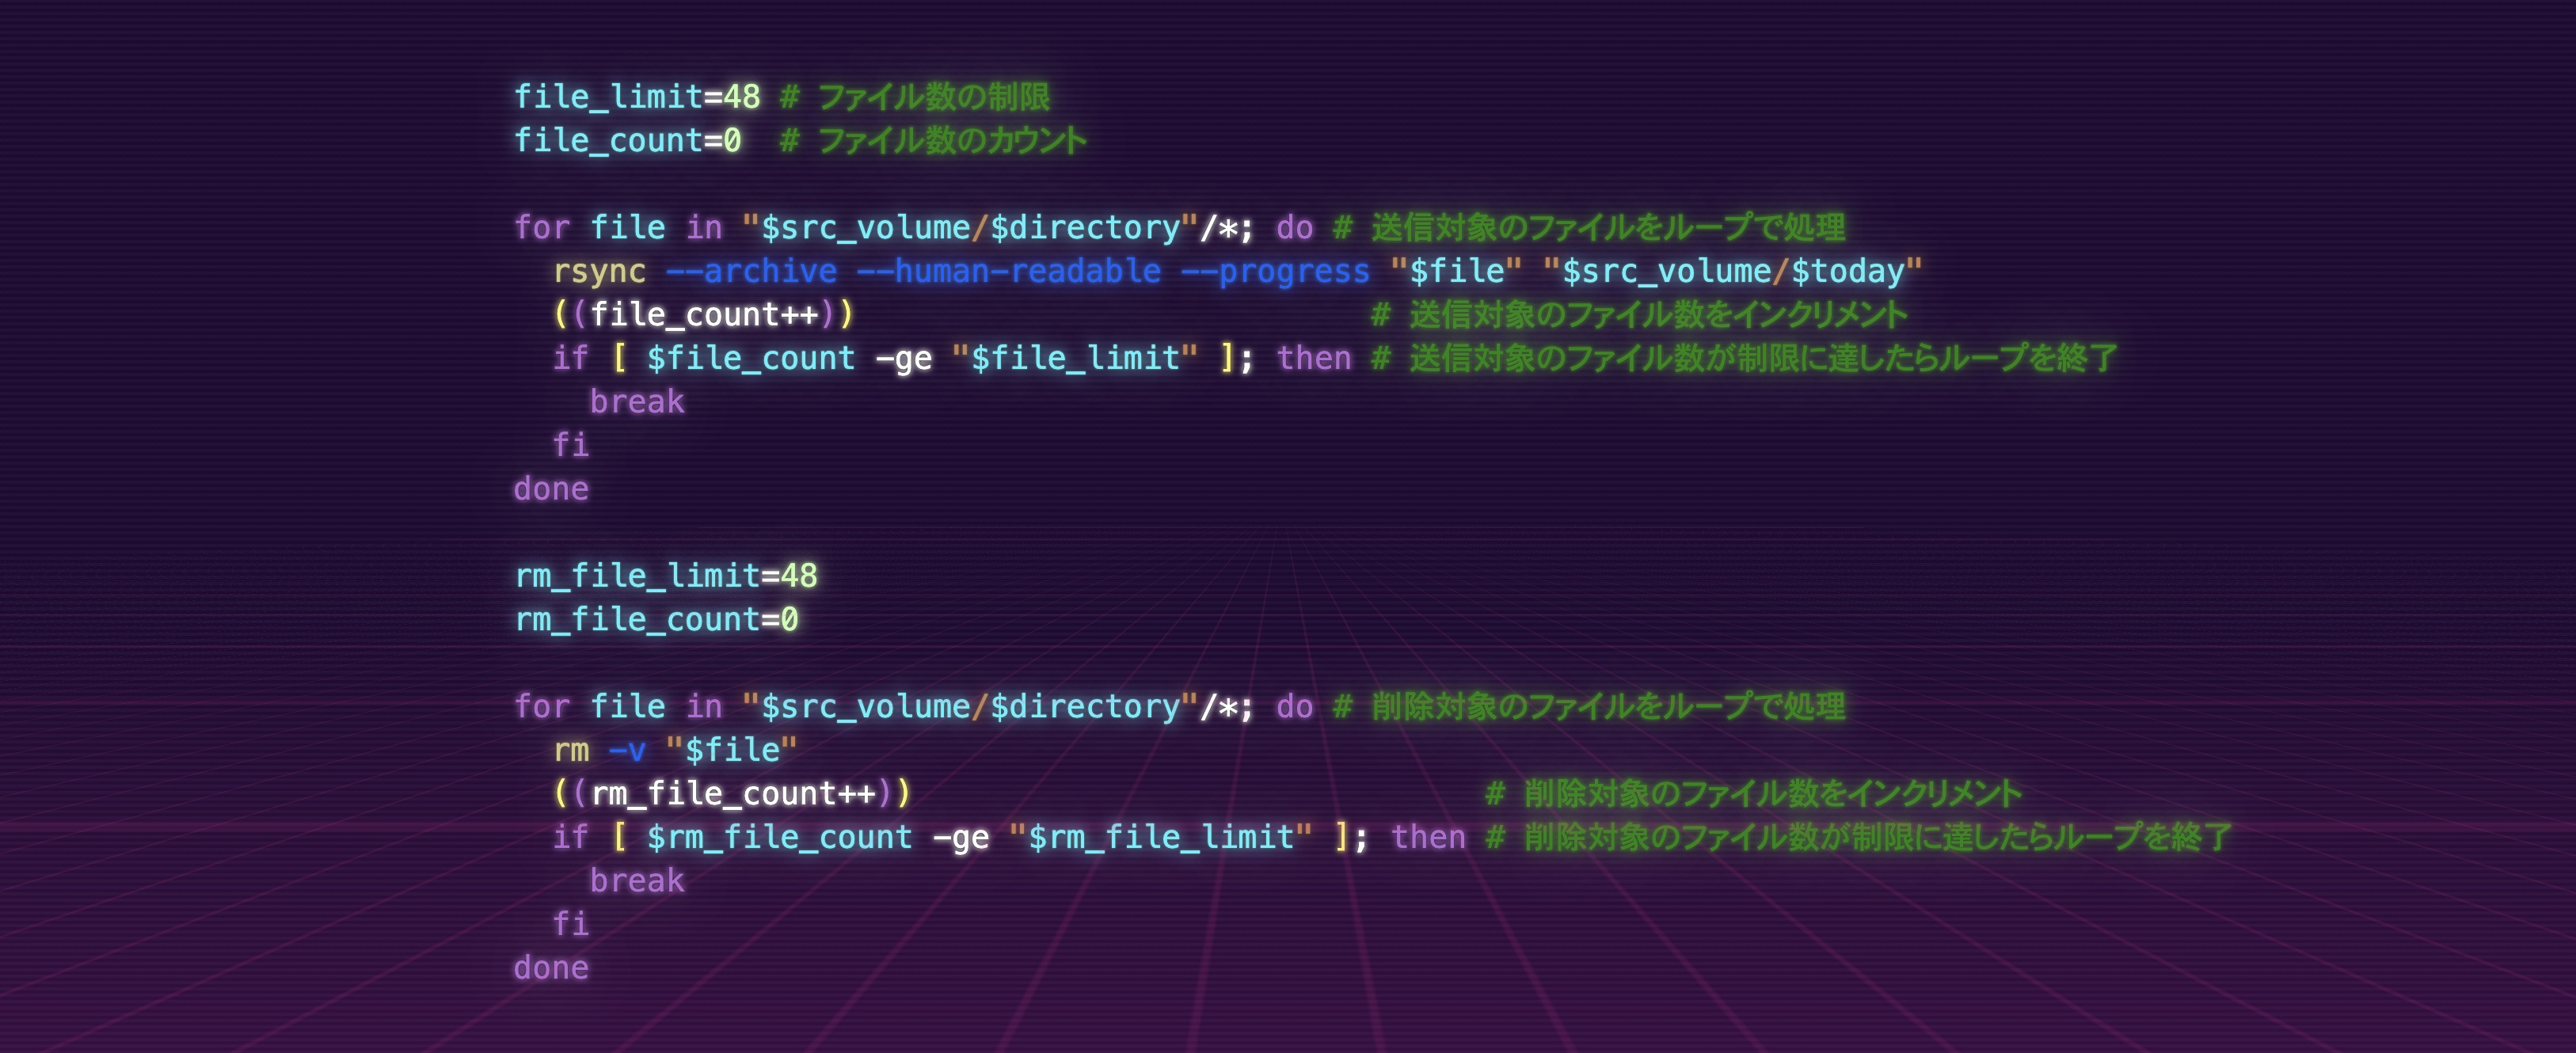 file_limit=48 # ファイル数の制限
file_count=0  # ファイル数のカウント
for file in "$src_volume/$directory"/*; do # 送信対象のファイルをループで処理
  rsync --archive --human-readable --progress "$file" "$src_volume/$today"
  ((file_count++))                           # 送信対象のファイル数をインクリメント
  if [ $file_count -ge "$file_limit" ]; then # 送信対象のファイル数が制限に達したらループを終了
    break
  fi
done
rm_file_limit=48
rm_file_count=0
for file in "$src_volume/$directory"/*; do # 削除対象のファイルをループで処理
  rm -v "$file"
  ((rm_file_count++))                              # 削除対象のファイル数をインクリメント
  if [ $rm_file_count -ge "$rm_file_limit" ]; then # 削除対象のファイル数が制限に達したらループを終了
    break
  fi
done